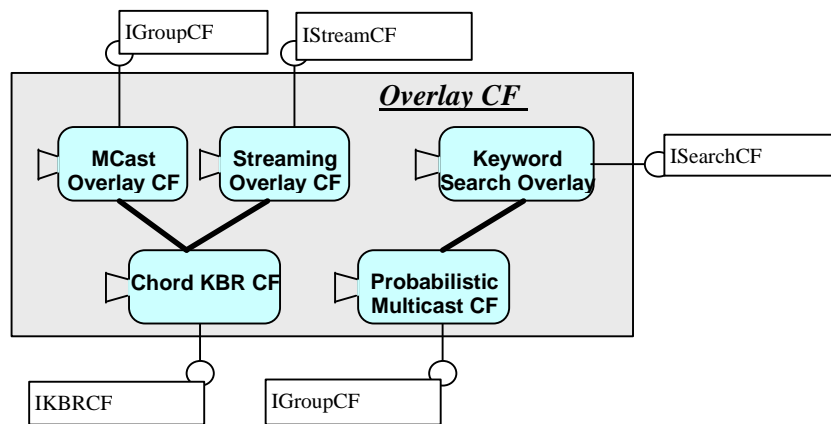 IGroupCF
IStreamCF
Overlay CF
MCast
Overlay CF
Streaming
Overlay CF
Keyword
Search Overlay
ISearchCF
Chord KBR CF
Probabilistic
Multicast CF
IKBRCF
IGroupCF